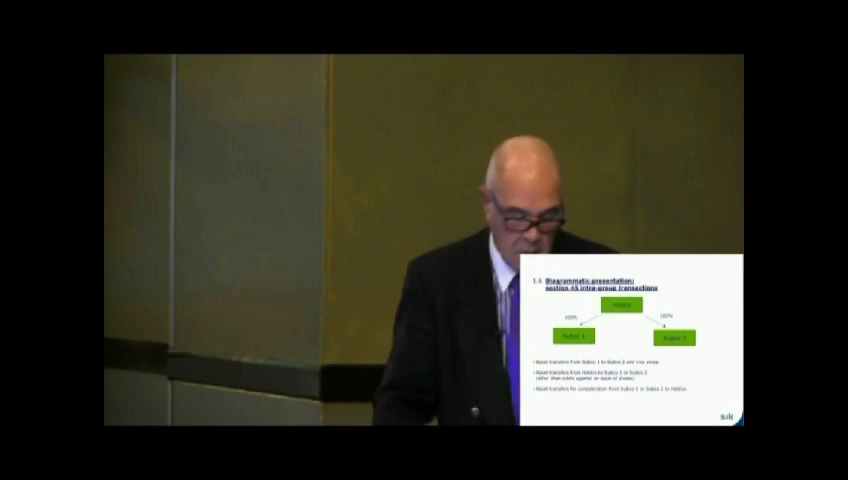 1.6 Diagrammatic presentation:
section 45 intra-group transactions
Holdco
100%
100%
Subco 1
Subco 2
Asset transfers from Subco 1 to Subco 2 and vice versa.
Asset transfers from Holdco to Subco 1 or Subco 2
(other than solely against an issue of shares).
Asset transfers for consideration from Subco 1 or Subco 2 to Holdco.